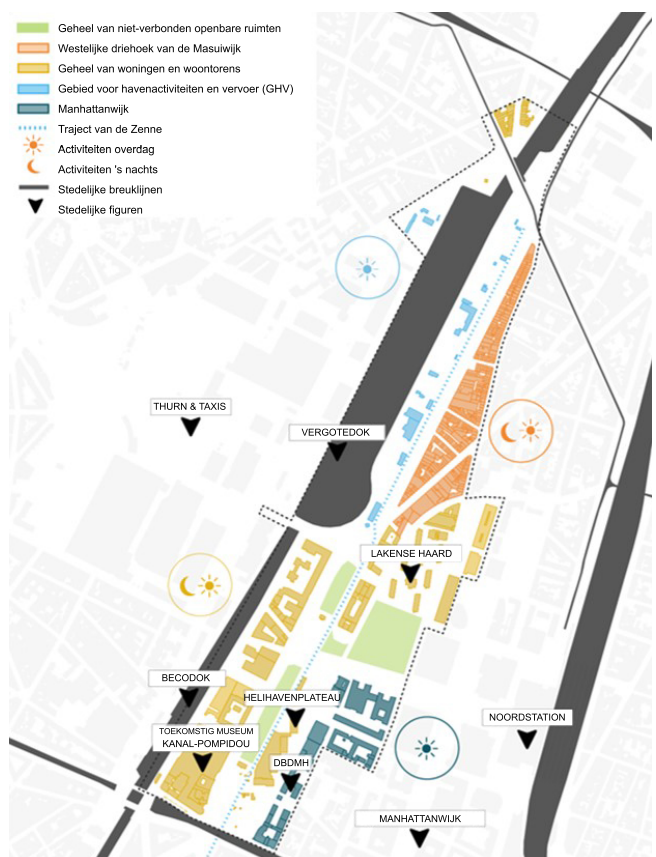 Geheel van niet-verbonden openbare ruimten
Westelijke driehoek van de Masuiwijk
Geheel van woningen en woontorens
Gebied voor havenactiviteiten en vervoer (GHV)
Manhattanwijk
Traject van de Zenne
Activiteiten overdag
Activiteiten 's nachts
Stedelijke breuklijnen
Stedelijke figuren
THURN & TAXIS
VERGOTEDOK
LAKENSE HAARD
BECODOK
HELIHAVENPLATEAU
NOORDSTATION
TOEKOMSTIG MUSEUM
KANAL-POMPIDOU
DBDMH
MANHATTANWIJK